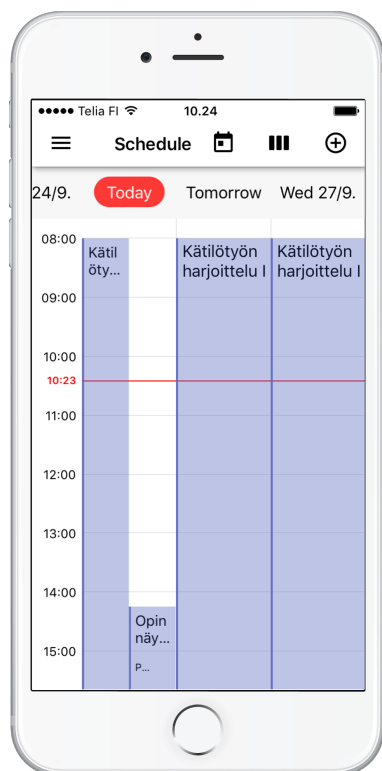 Telia FI 10.24
Schedule
24/9. Today Tomorrow Wed 27/9.
08:00
Kätil
öty...
Kätilötyön
harjoittelu I
Kätilötyön
harjoittelu I
09:00
10:00
10:23
11:00
12:00
13:00
14:00
Opin
näy...
15:00
P...